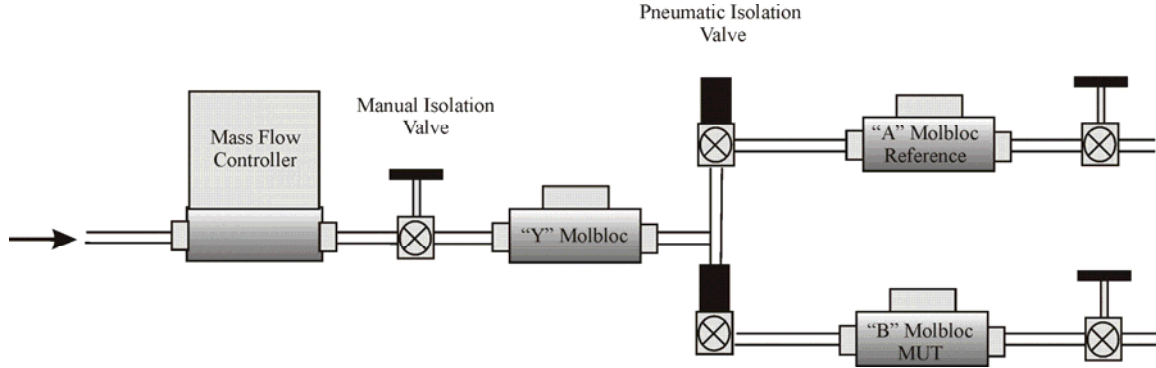 Pneumatic Isolation
Valve
Manual Isolation
Valve
Mass Flow
Controller
“A” Molbloc
Reference
“Y” Molbloc
“B” Molbloc
MUT